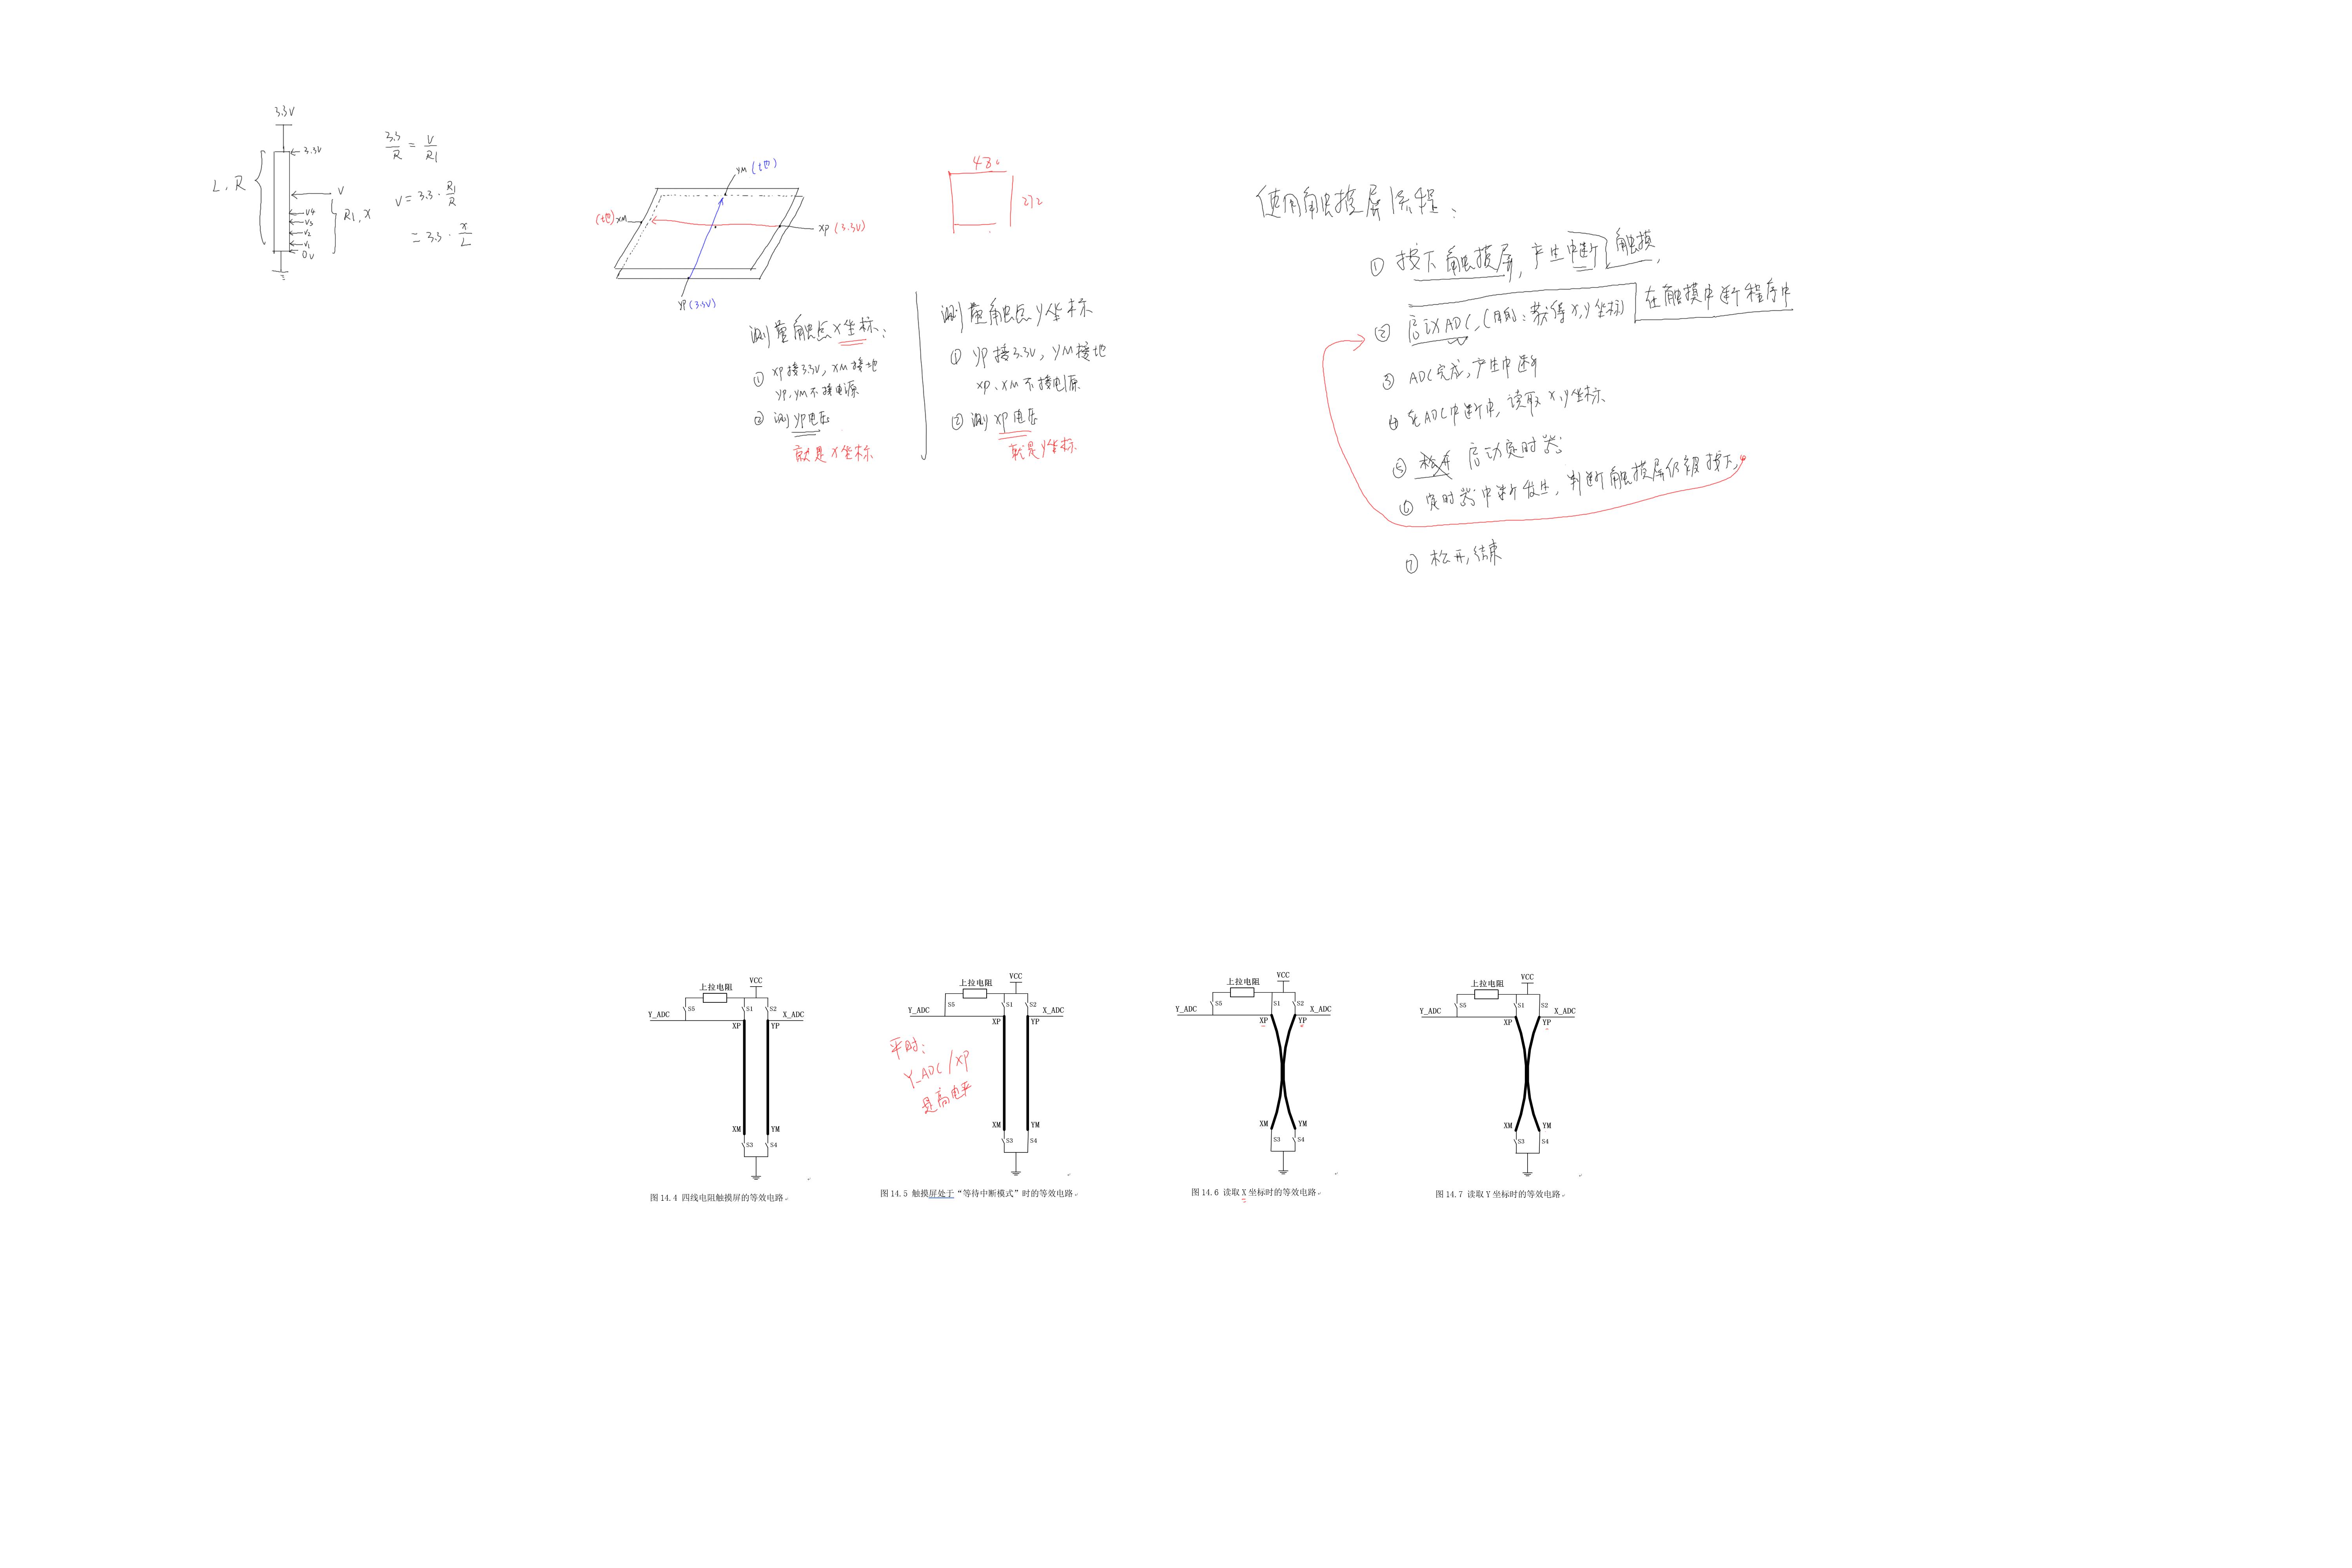 3.3V
3.3V
L, R
V
V4
V3
V2
V1
0V
R1, x
3.3/R = V/R1
V = 3.3 · R1/R
= 3.3 · x/L
YM (地)
(地) XM
XP (3.3V)
YP (3.3V)
480
272
测量触点X坐标:
① XP接3.3V, XM接地
YP, YM不接电源
② 测YP电压
就是X坐标
测量触点Y坐标
① YP接3.3V, YM接地
XP、XM不接电源
② 测XP电压
就是Y坐标
使用触摸屏流程:
① 按下触摸屏, 产生中断 触摸
② 启动ADC, (目的: 获得x,y坐标) 在触摸中断程序中
③ ADC完成, 产生中断
④ 在ADC中断中, 读取x,y坐标
⑤ 松开 启动定时器
⑥ 定时器中断发生, 判断触摸屏仍被按下,
⑦ 松开, 结束
上拉电阻
VCC
S5
S1
S2
Y_ADC
X_ADC
XP
YP
XM
YM
S3
S4
图14.4 四线电阻触摸屏的等效电路
上拉电阻
VCC
S5
S1
S2
Y_ADC
X_ADC
XP
YP
平时:
Y_ADC/XP
是高电平
XM
YM
S3
S4
图14.5 触摸屏处于“等待中断模式”时的等效电路
上拉电阻
VCC
S5
S1
S2
Y_ADC
X_ADC
XP
YP
XM
YM
S3
S4
图14.6 读取X坐标时的等效电路
上拉电阻
VCC
S5
S1
S2
Y_ADC
X_ADC
XP
YP
XM
YM
S3
S4
图14.7 读取Y坐标时的等效电路